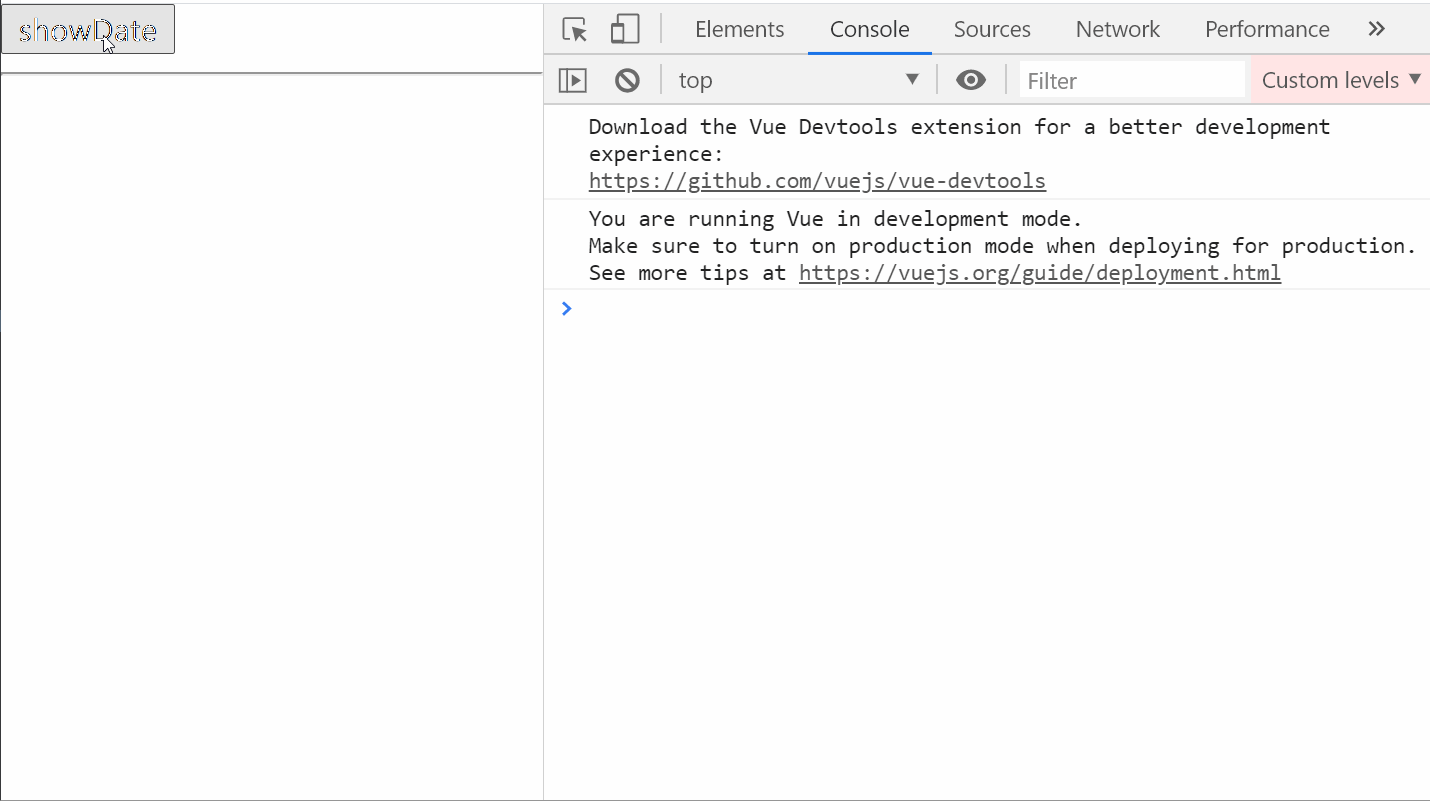 showDate
Elements Console Sources Network Performance
top Filter Custom levels
Download the Vue Devtools extension for a better development
experience:
https://github.com/vuejs/vue-devtools
You are running Vue in development mode.
Make sure to turn on production mode when deploying for production.
See more tips at https://vuejs.org/guide/deployment.html